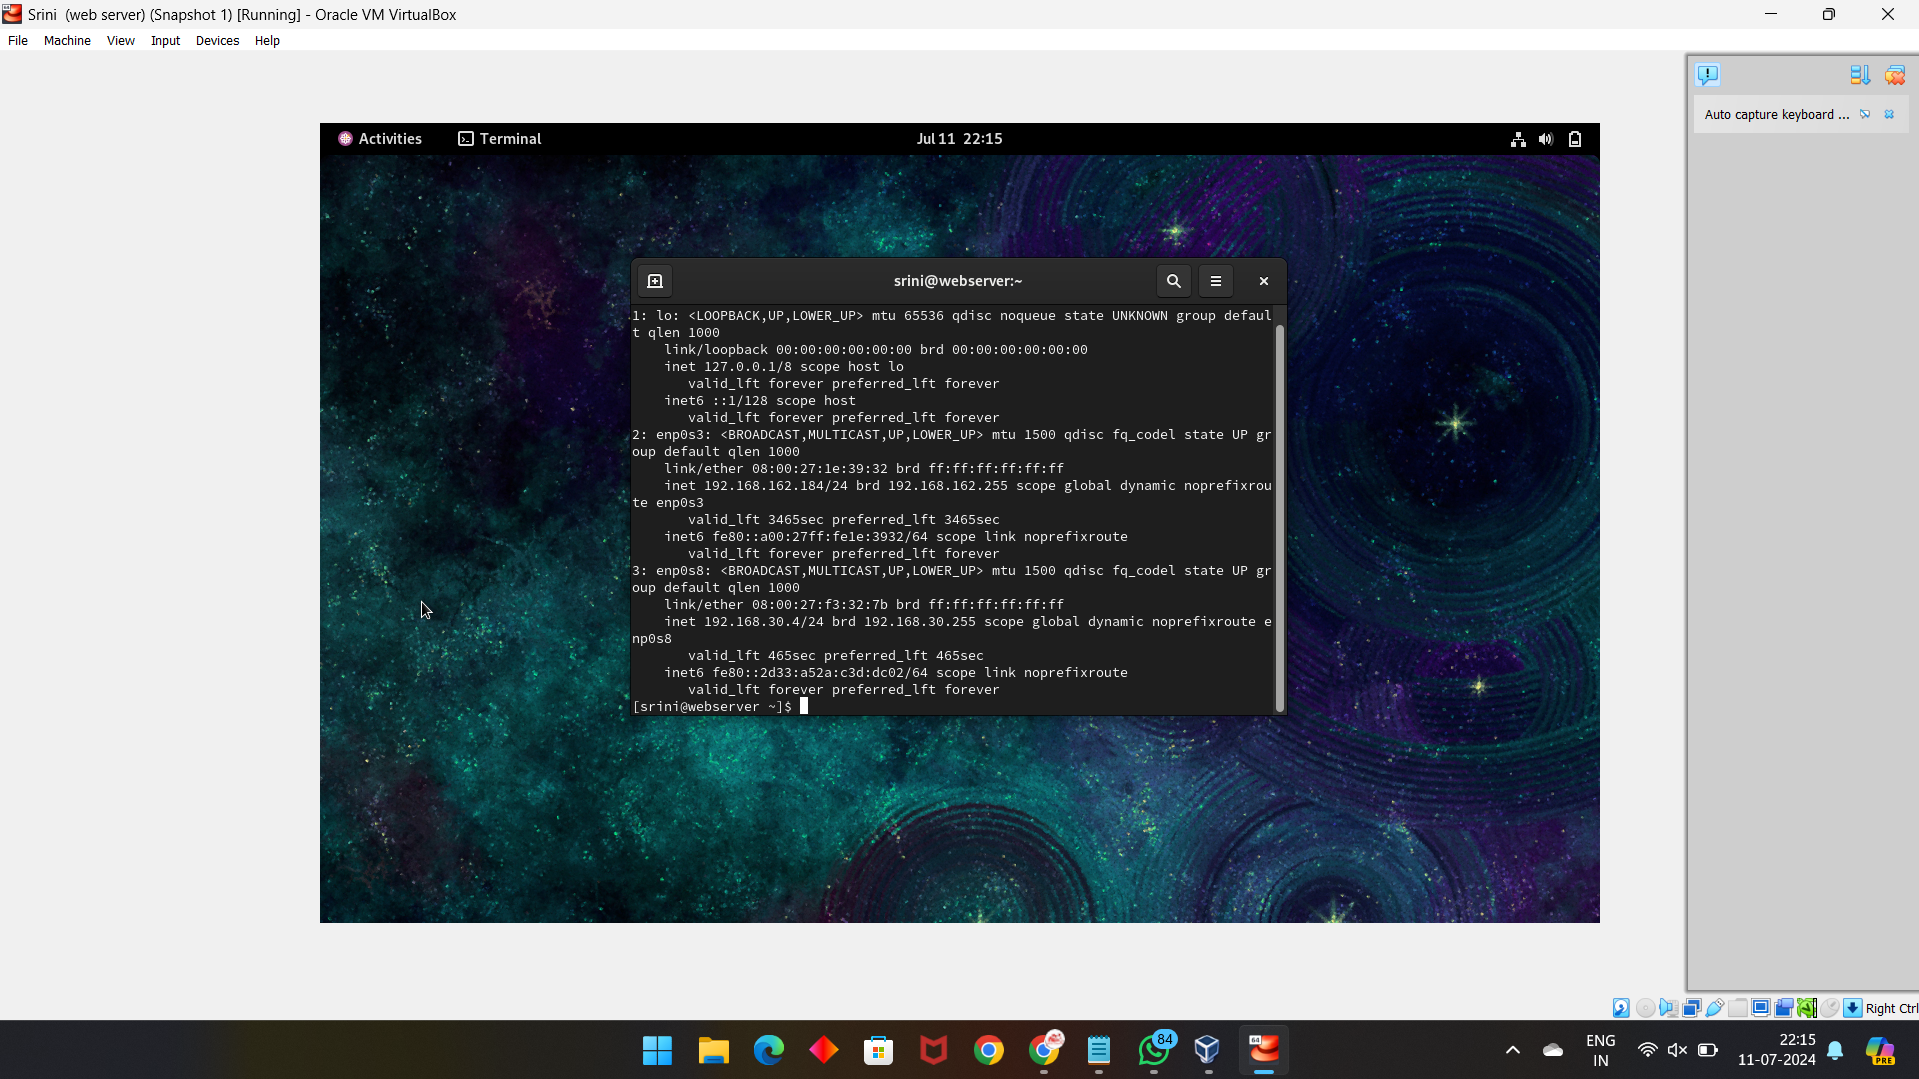 Srini (web server) (Snapshot 1) [Running] - Oracle VM VirtualBox
File Machine View Input Devices Help
Auto capture keyboard ...
Activities Terminal Jul 11 22:15
srini@webserver:~
1: lo: <LOOPBACK,UP,LOWER_UP> mtu 65536 qdisc noqueue state UNKNOWN group defaul
t qlen 1000
link/loopback 00:00:00:00:00:00 brd 00:00:00:00:00:00
inet 127.0.0.1/8 scope host lo
valid_lft forever preferred_lft forever
inet6 ::1/128 scope host
valid_lft forever preferred_lft forever
2: enp0s3: <BROADCAST,MULTICAST,UP,LOWER_UP> mtu 1500 qdisc fq_codel state UP gr
oup default qlen 1000
link/ether 08:00:27:1e:39:32 brd ff:ff:ff:ff:ff:ff
inet 192.168.162.184/24 brd 192.168.162.255 scope global dynamic noprefixrou
te enp0s3
valid_lft 3465sec preferred_lft 3465sec
inet6 fe80::a00:27ff:fe1e:3932/64 scope link noprefixroute
valid_lft forever preferred_lft forever
3: enp0s8: <BROADCAST,MULTICAST,UP,LOWER_UP> mtu 1500 qdisc fq_codel state UP gr
oup default qlen 1000
link/ether 08:00:27:f3:32:7b brd ff:ff:ff:ff:ff:ff
inet 192.168.30.4/24 brd 192.168.30.255 scope global dynamic noprefixroute e
np0s8
valid_lft 465sec preferred_lft 465sec
inet6 fe80::2d33:a52a:c3d:dc02/64 scope link noprefixroute
valid_lft forever preferred_lft forever
[srini@webserver ~]$
Right Ctrl
84
64
ENG
IN
22:15
11-07-2024
PRE